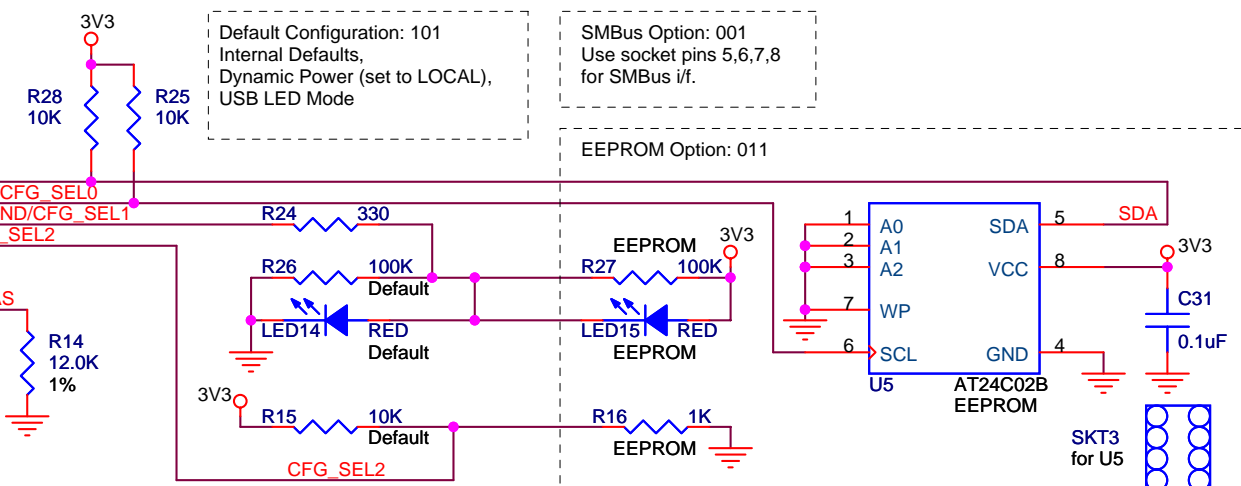 3V3
Default Configuration: 101
Internal Defaults,
Dynamic Power (set to LOCAL),
USB LED Mode
SMBus Option: 001
Use socket pins 5,6,7,8
for SMBus i/f.
R28
10K
R25
10K
EEPROM Option: 011
CFG_SEL0
ND/CFG_SEL1
_SEL2
R24 330
1 A0 SDA 5 SDA
2 A1
3 A2 VCC 8
7 WP
6 SCL GND 4
U5 AT24C02B
EEPROM
3V3
C31
0.1uF
R26 100K
Default
LED14 RED
Default
EEPROM
R27 100K
3V3
LED15 RED
EEPROM
AS
R14
12.0K
1%
3V3
R15 10K
Default
CFG_SEL2
R16 1K
EEPROM
SKT3
for U5